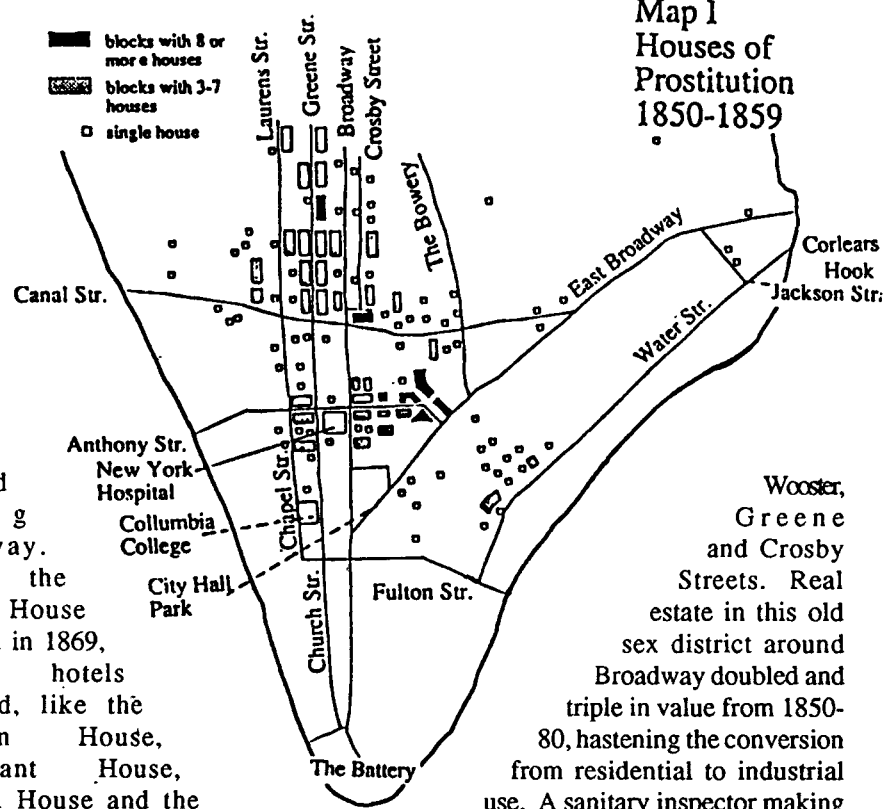 Map I
Houses of
Prostitution
1850-1859
blocks with 8 or
more houses
blocks with 3-7
houses
single house
Laurens Str.
Greene Str.
Broadway
Crosby Street
The Bowery
East Broadway
Corlears
Hook
Jackson Str.
Canal Str.
Water Str.
Anthony Str.
New York
Hospital
Chapel Str.
Collumbia
College
City Hall
Park
Church Str.
Fulton Str.
The Battery
g
way.
the
House
in 1869,
hotels
like the
House,
House,
House and the
Wooster,
Greene
and Crosby
Streets. Real
estate in this old
sex district around
Broadway doubled and
triple in value from 1850-
80, hastening the conversion
from residential to industrial
use. A sanitary inspector making